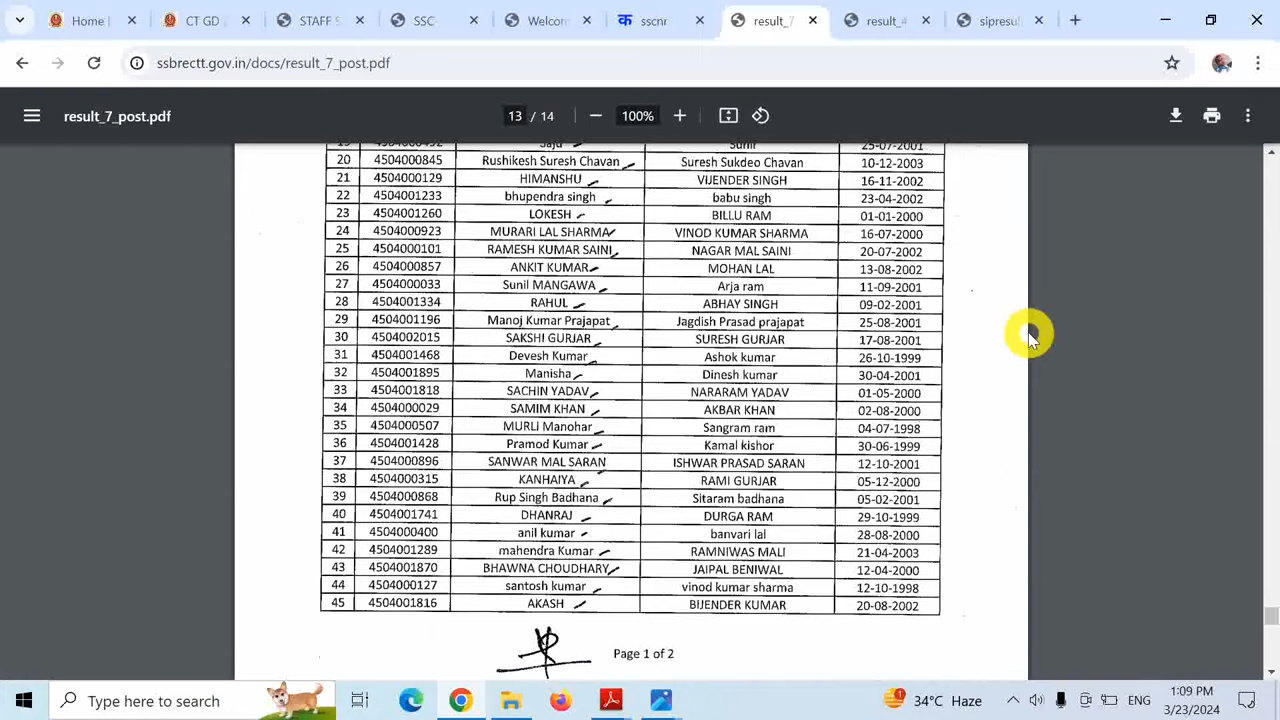 Home |
CT GD
STAFF S
SSC-
Welcom
sscnr
result_7
result_4
sipresul
ssbrectt.gov.in/docs/result_7_post.pdf
result_7_post.pdf
13 / 14
100%
20 4504000845 Rushikesh Suresh Chavan Suresh Sukdeo Chavan 10-12-2003
21 4504000129 HIMANSHU VIJENDER SINGH 16-11-2002
22 4504001233 bhupendra singh babu singh 23-04-2002
23 4504001260 LOKESH BILLU RAM 01-01-2000
24 4504000923 MURARI LAL SHARMA VINOD KUMAR SHARMA 16-07-2000
25 4504000101 RAMESH KUMAR SAINI NAGAR MAL SAINI 20-07-2002
26 4504000857 ANKIT KUMAR MOHAN LAL 13-08-2002
27 4504000033 Sunil MANGAWA Arja ram 11-09-2001
28 4504001334 RAHUL ABHAY SINGH 09-02-2001
29 4504001196 Manoj Kumar Prajapat Jagdish Prasad prajapat 25-08-2001
30 4504002015 SAKSHI GURJAR SURESH GURJAR 17-08-2001
31 4504001468 Devesh Kumar Ashok kumar 26-10-1999
32 4504001895 Manisha Dinesh kumar 30-04-2001
33 4504001818 SACHIN YADAV NARARAM YADAV 01-05-2000
34 4504000029 SAMIM KHAN AKBAR KHAN 02-08-2000
35 4504000507 MURLI Manohar Sangram ram 04-07-1998
36 4504001428 Pramod Kumar Kamal kishor 30-06-1999
37 4504000896 SANWAR MAL SARAN ISHWAR PRASAD SARAN 12-10-2001
38 4504000315 KANHAIYA RAMJI GURJAR 05-12-2000
39 4504000868 Rup Singh Badhana Sitaram badhana 05-02-2001
40 4504001741 DHANRAJ DURGA RAM 29-10-1999
41 4504000400 anil kumar banvari lal 28-08-2000
42 4504001289 mahendra Kumar RAMNIWAS MALI 21-04-2003
43 4504001870 BHAWNA CHOUDHARY JAIPAL BENIWAL 12-04-2000
44 4504000127 santosh kumar vinod kumar sharma 12-10-1998
45 4504001816 AKASH BIJENDER KUMAR 20-08-2002
Page 1 of 2
Type here to search
34°C Haze
ENG
1:09 PM
3/23/2024